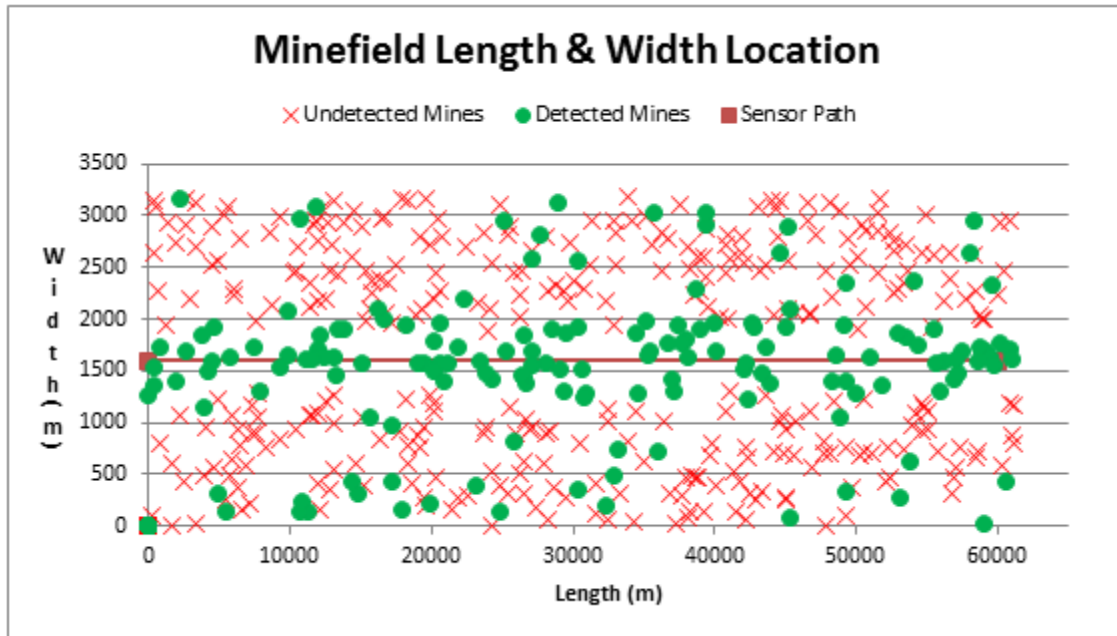 Minefield Length & Width Location
Undetected Mines Detected Mines Sensor Path
3500
3000
2500
2000
1500
1000
500
0
Width (m)
0 10000 20000 30000 40000 50000 60000
Length (m)